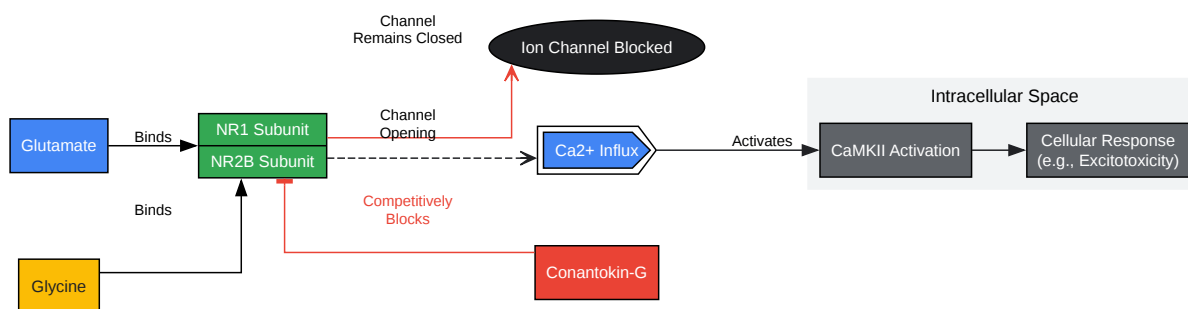 Channel
Remains Closed
Ion Channel Blocked
Intracellular Space
Glutamate
Binds
NR1 Subunit
NR2B Subunit
Channel
Opening
Ca2+ Influx
Activates
CaMKII Activation
Cellular Response
(e.g., Excitotoxicity)
Binds
Competitively
Blocks
Glycine
Conantokin-G